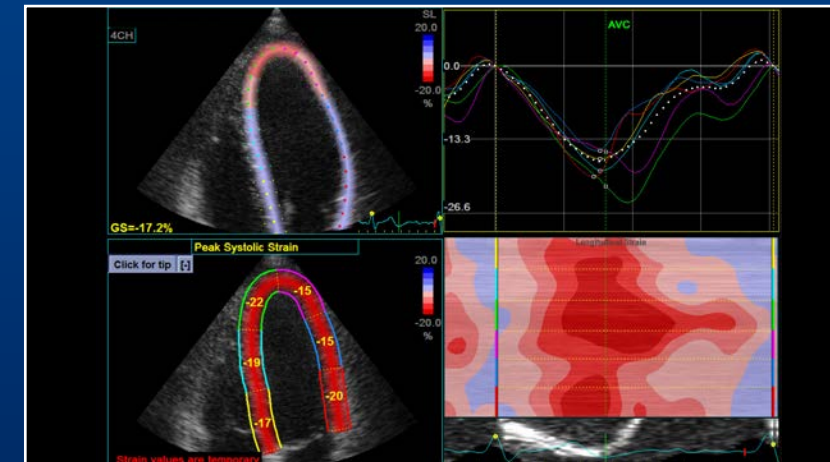 4CH
SL
20.0
-20.0
%
GS=-17.2%
AVC
0.0
-13.3
-26.6
Peak Systolic Strain
Click for tip [-]
20.0
-20.0
%
-22
-15
-19
-15
-17
-20
Strain values are temporary
Longitudinal Strain